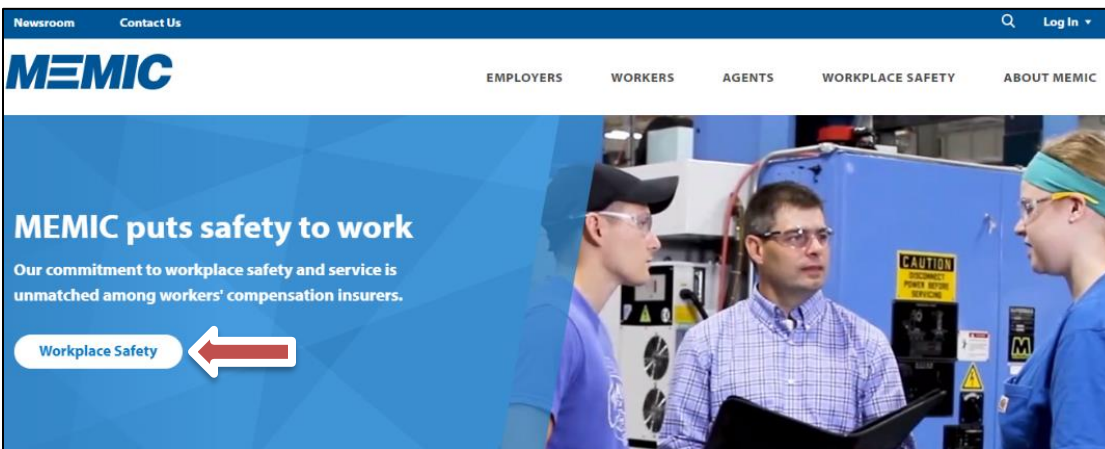 Newsroom Contact Us Log In
MEMIC
EMPLOYERS WORKERS AGENTS WORKPLACE SAFETY ABOUT MEMIC
MEMIC puts safety to work
Our commitment to workplace safety and service is
unmatched among workers' compensation insurers.
Workplace Safety
CAUTION
DISCONNECT
POWER BEFORE
SERVICING